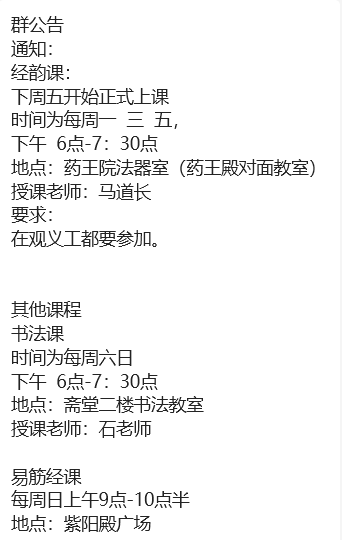 群公告
通知：
经韵课：
下周五开始正式上课
时间为每周一  三  五，
下午  6点-7：30点
地点：药王院法器室（药王殿对面教室）
授课老师：马道长
要求：
在观义工都要参加。
其他课程
书法课
时间为每周六日
下午  6点-7：30点
地点：斋堂二楼书法教室
授课老师：石老师
易筋经课
每周日上午9点-10点半
地点：紫阳殿广场